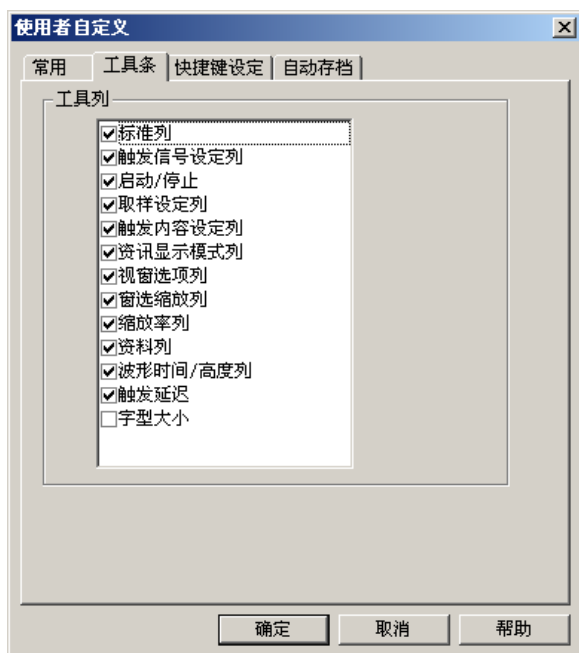 使用者自定义
常用 工具条 快捷键设定 自动存档
工具列
标准列
触发信号设定列
启动/停止
取样设定列
触发内容设定列
资讯显示模式列
视窗选项列
窗选缩放列
缩放率列
资料列
波形时间/高度列
触发延迟
字型大小
确定 取消 帮助